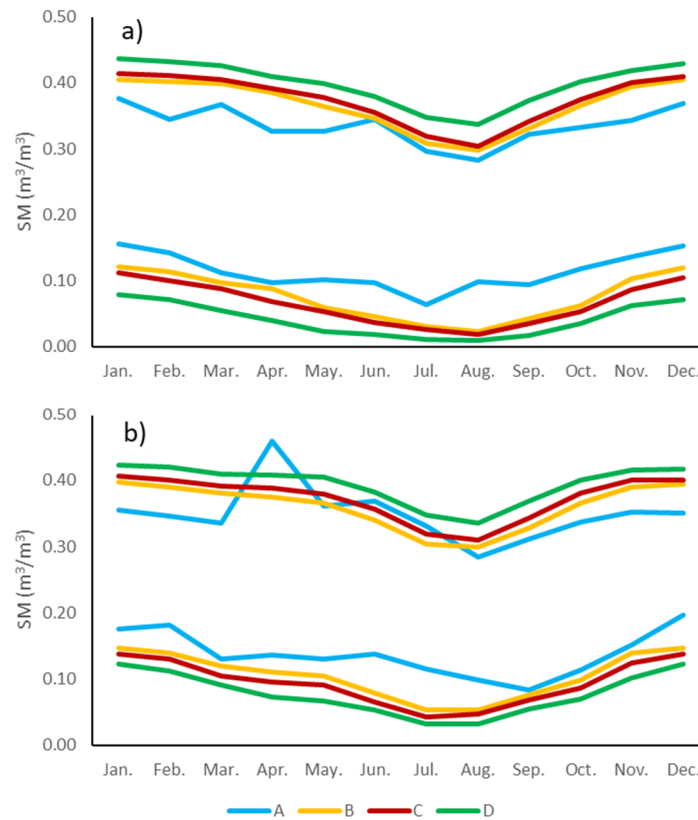 a)
0.50
0.40
0.30
0.20
0.10
0.00
SM (m³/m³)
Jan. Feb. Mar. Apr. May. Jun. Jul. Aug. Sep. Oct. Nov. Dec.
b)
0.50
0.40
0.30
0.20
0.10
0.00
SM (m³/m³)
Jan. Feb. Mar. Apr. May. Jun. Jul. Aug. Sep. Oct. Nov. Dec.
A B C D